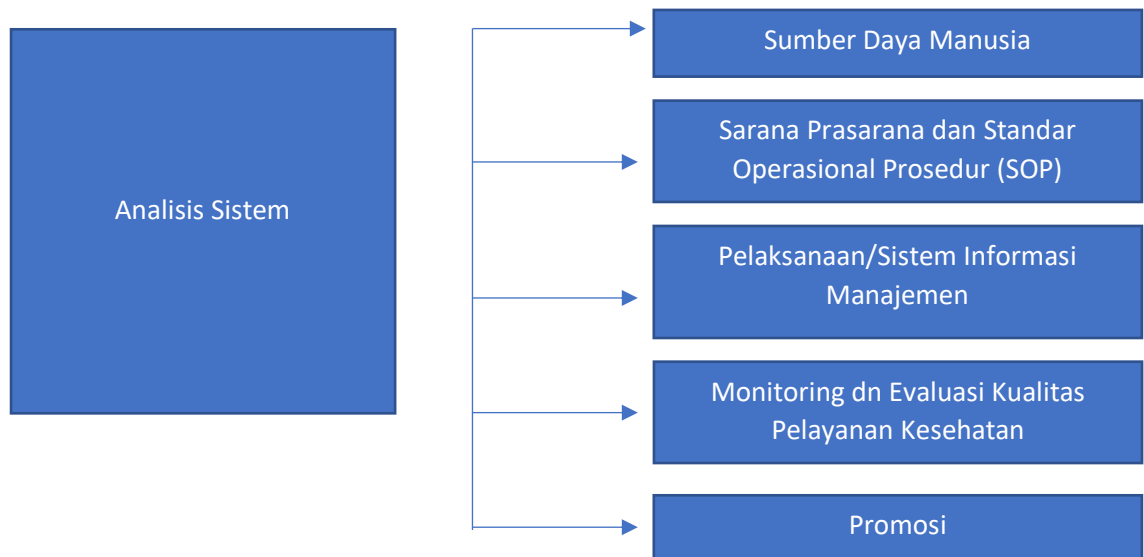 Analisis Sistem
Sumber Daya Manusia
Sarana Prasarana dan Standar
Operasional Prosedur (SOP)
Pelaksanaan/Sistem Informasi
Manajemen
Monitoring dn Evaluasi Kualitas
Pelayanan Kesehatan
Promosi